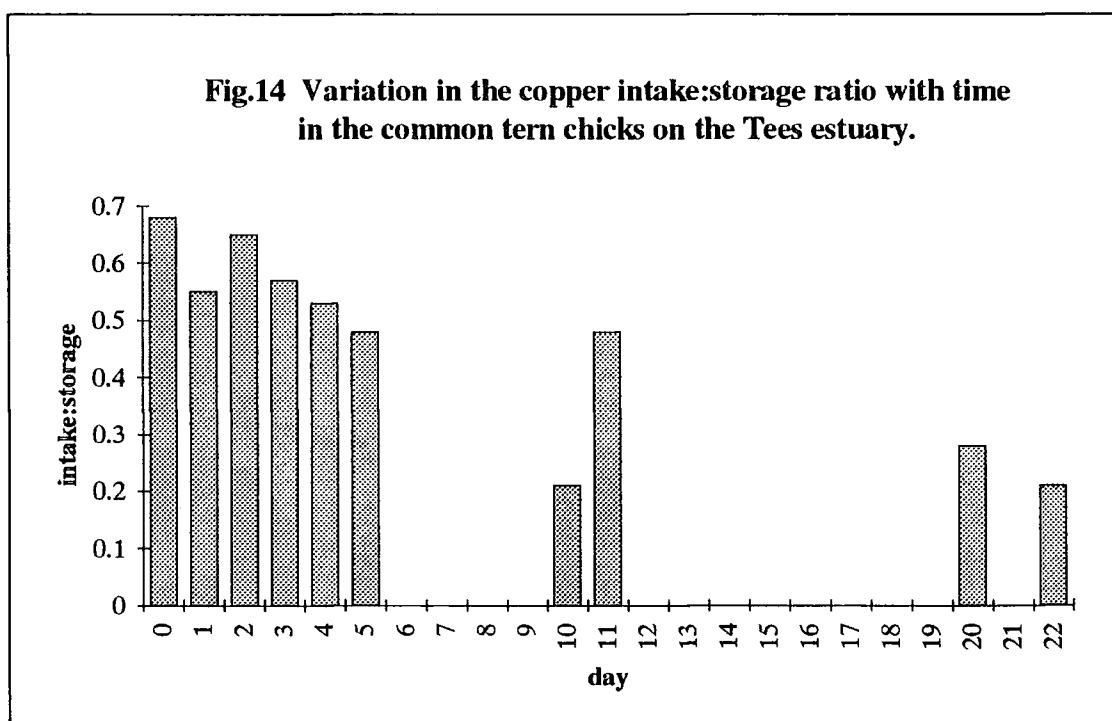 Fig.14 Variation in the copper intake:storage ratio with time
in the common tern chicks on the Tees estuary.
0.7
0.6
0.5
0.4
0.3
0.2
0.1
0
intake:storage
0 1 2 3 4 5 6 7 8 9 10 11 12 13 14 15 16 17 18 19 20 21 22
day